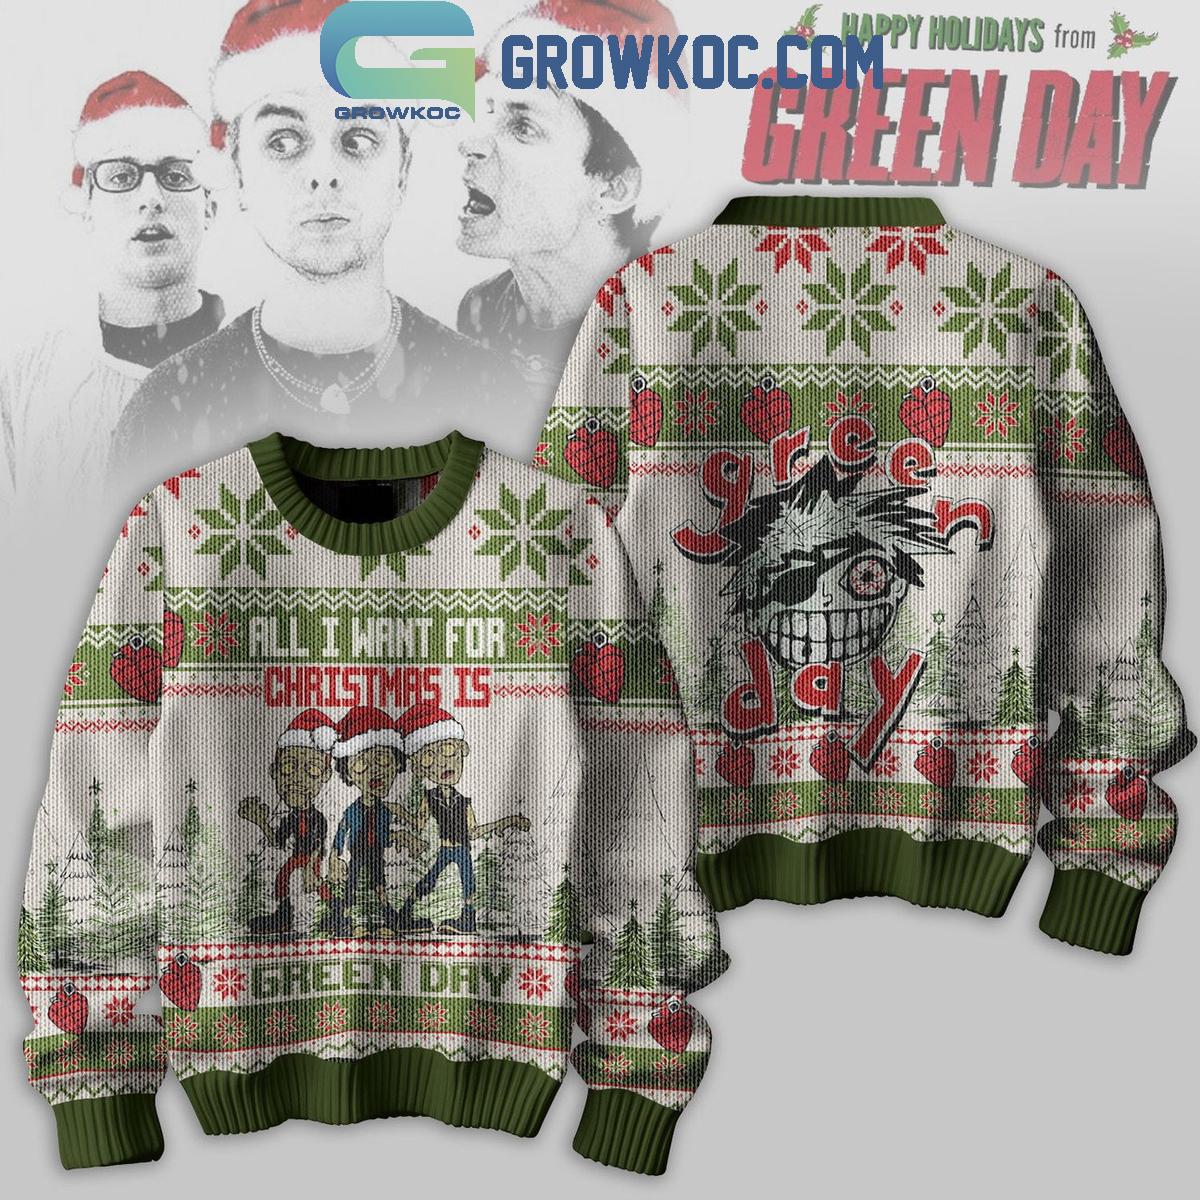 GROWKOC.COM
GROWKOC
HAPPY HOLIDAYS from
GREEN DAY
green
day
ALL I WANT FOR
CHRISTMAS IS
GREEN DAY